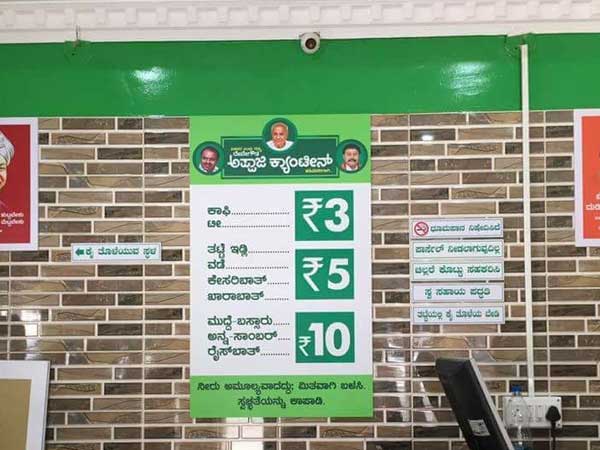 ದೇವೇಗೌಡ
ಅಪ್ಪಾಜಿ ಕ್ಯಾಂಟೀನ್
ಕಾಫಿ..............
ಟೀ................
₹3
ತಟ್ಟೆ ಇಡ್ಲಿ.........
ವಡೆ...............
ಕೇಸರಿಬಾತ್.......
ಖಾರಾಬಾತ್.......
₹5
ಮುದ್ದೆ-ಬಸ್ಸಾರು......
ಅನ್ನ-ಸಾಂಬರ್.....
ರೈಸ್‌ಬಾತ್..........
₹10
ನೀರು ಅಮೂಲ್ಯವಾದದ್ದು; ಮಿತವಾಗಿ ಬಳಸಿ.
ಸ್ವಚ್ಛತೆಯನ್ನು ಕಾಪಾಡಿ.
ಕೈ ತೊಳೆಯುವ ಸ್ಥಳ
ಧೂಮಪಾನ ನಿಷೇಧಿಸಿದೆ
ಪಾರ್ಸೆಲ್ ನೀಡಲಾಗುವುದಿಲ್ಲ
ಚಿಲ್ಲರೆ ಕೊಟ್ಟು ಸಹಕರಿಸಿ
ಸ್ವ ಸಹಾಯ ಪದ್ಧತಿ
ತಟ್ಟೆಯಲ್ಲಿ ಕೈ ತೊಳೆಯ ಬೇಡಿ